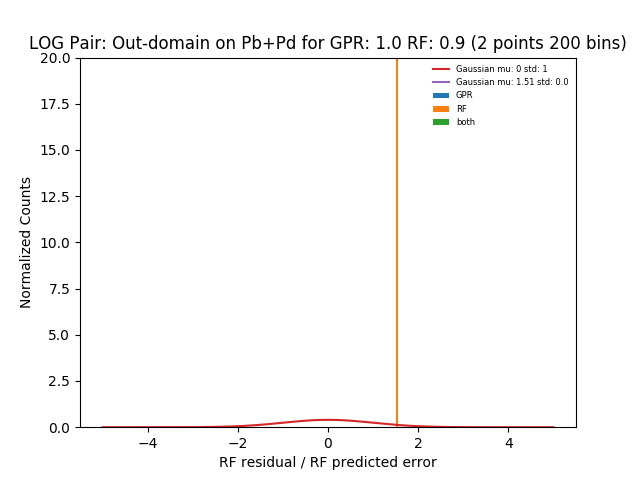 LOG Pair: Out-domain on Pb+Pd for GPR: 1.0 RF: 0.9 (2 points 200 bins)
20.0
17.5
15.0
12.5
10.0
7.5
5.0
2.5
0.0
Normalized Counts
Gaussian mu: 0 std: 1
Gaussian mu: 1.51 std: 0.0
GPR
RF
both
−4 −2 0 2 4
RF residual / RF predicted error